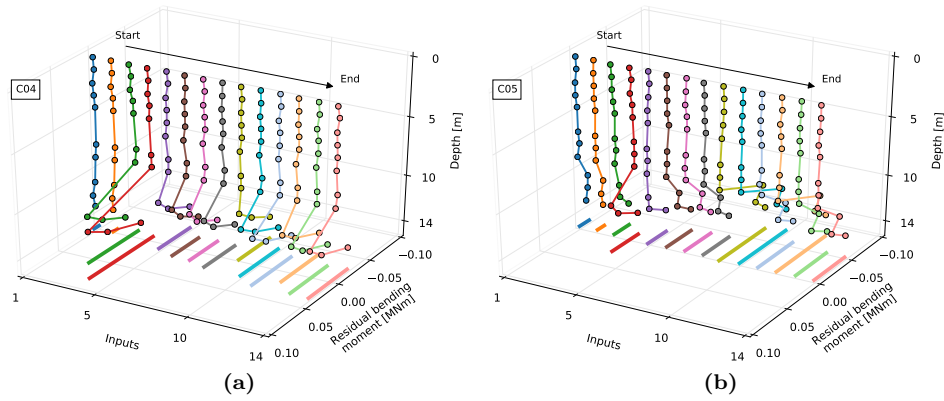 Start
End
C04
0
5
10
14
Depth [m]
−0.10
−0.05
0.00
0.05
0.10
Residual bending
moment [MNm]
1
5
10
14
Inputs
(a)
Start
End
C05
0
5
10
14
Depth [m]
−0.10
−0.05
0.00
0.05
0.10
Residual bending
moment [MNm]
1
5
10
14
Inputs
(b)